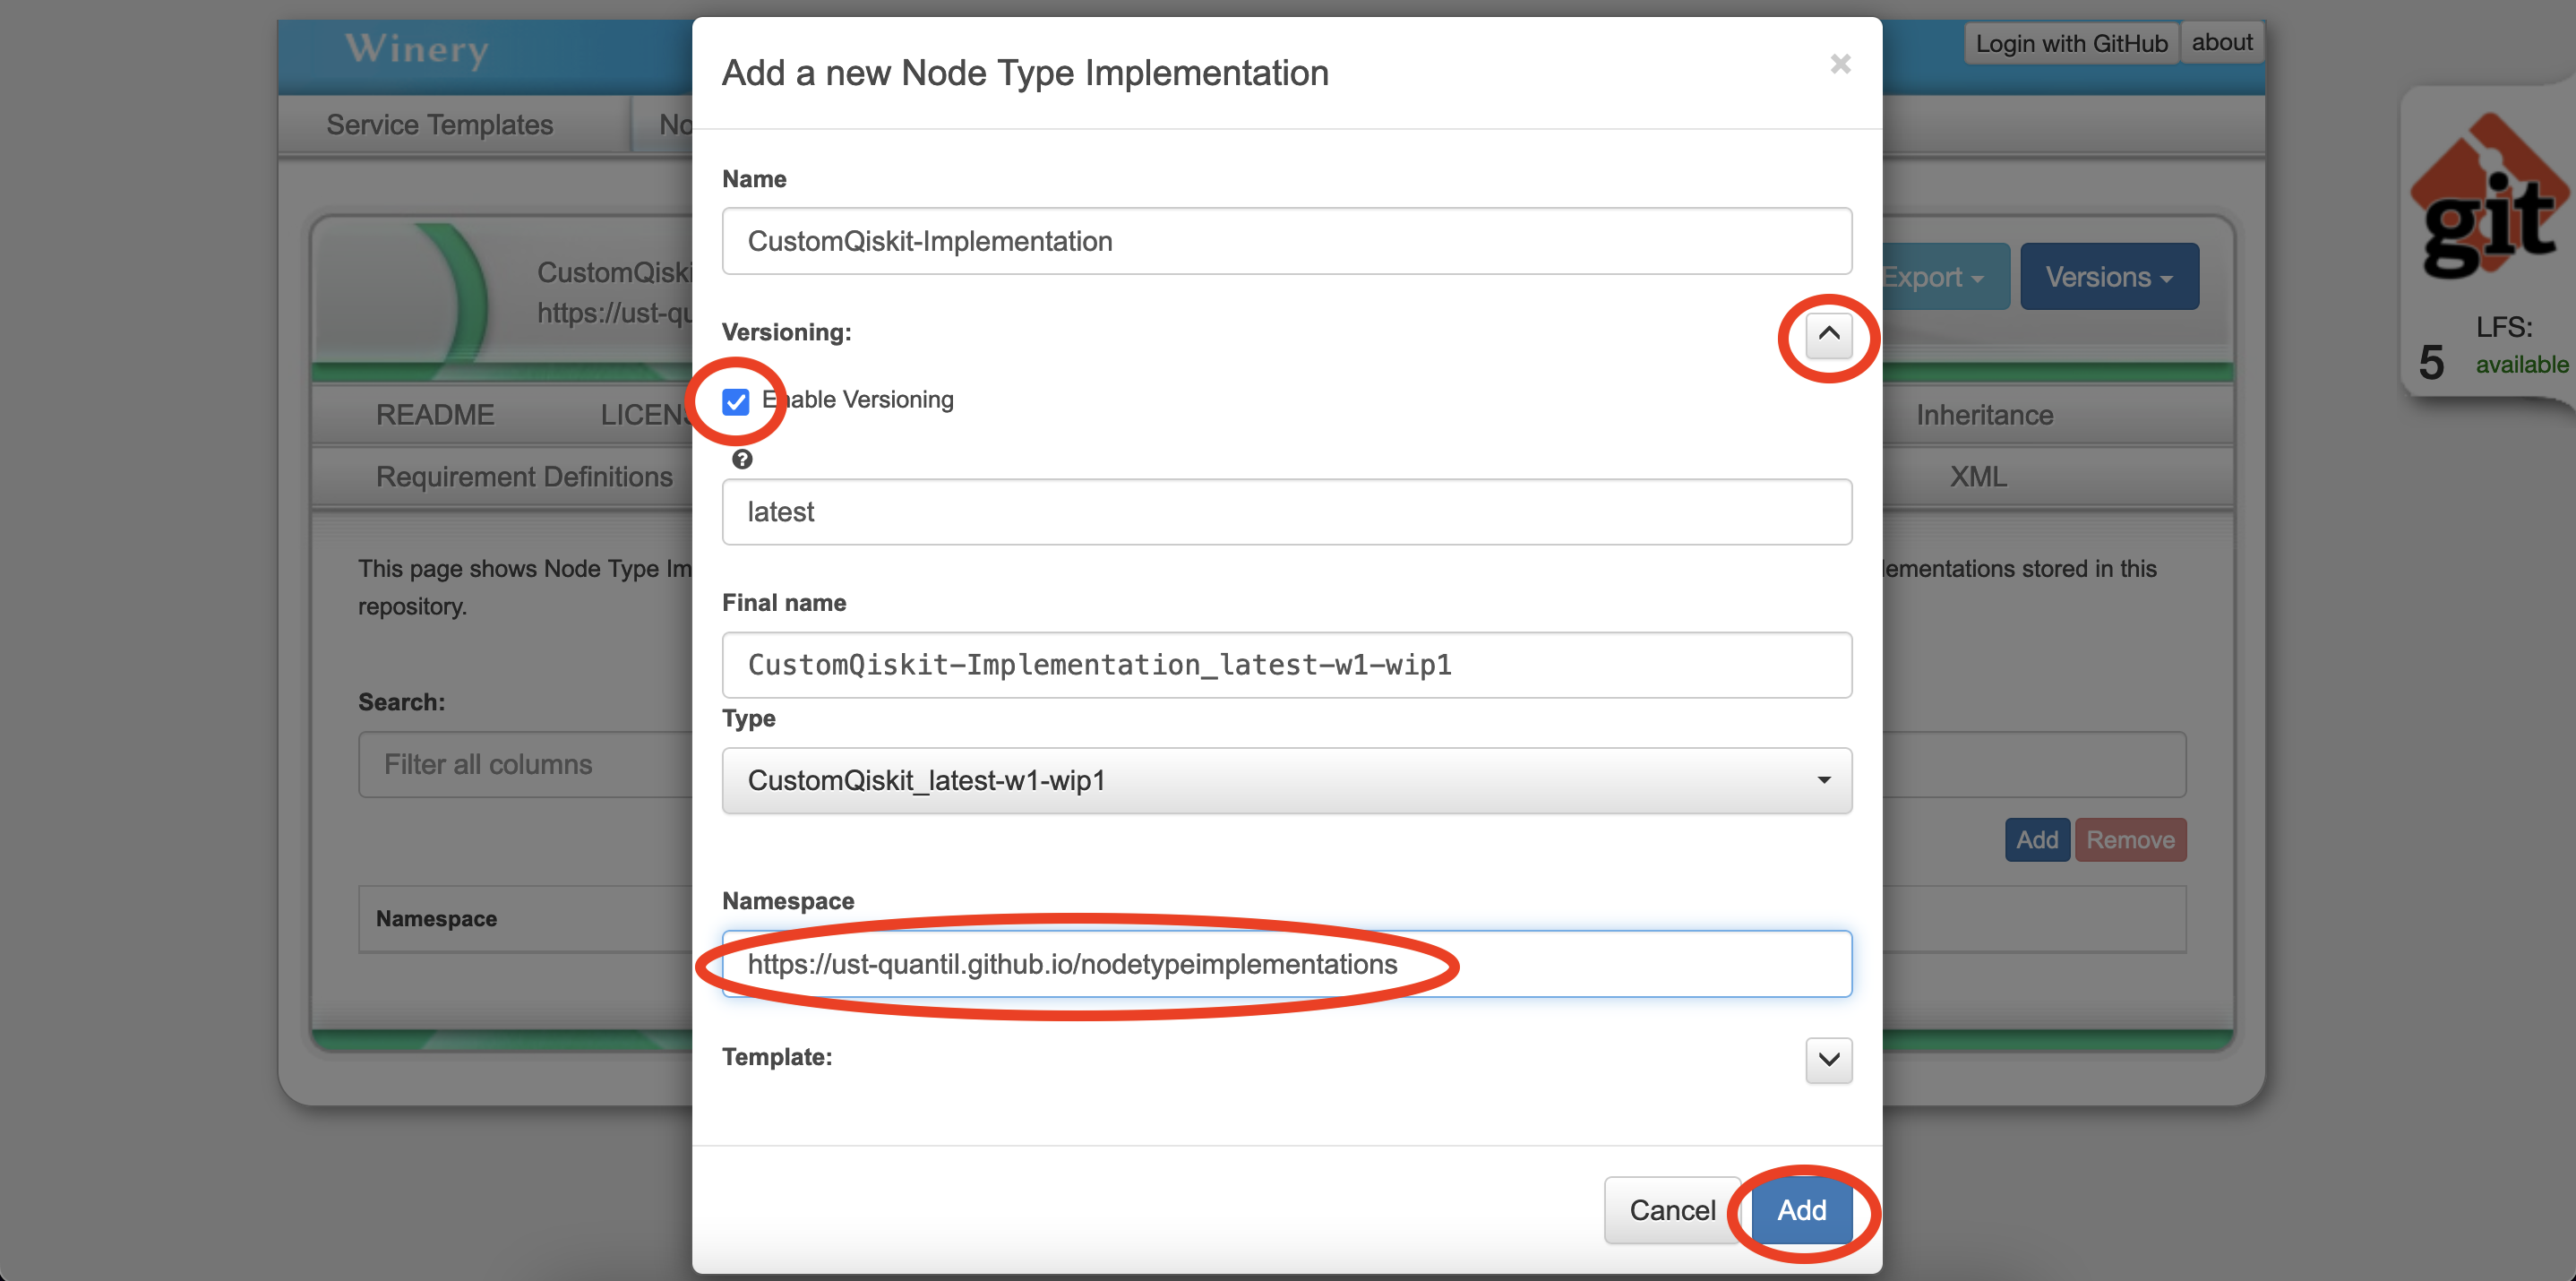 Winery
Login with GitHub
about
Service Templates
No
Add a new Node Type Implementation
×
Name
CustomQiskit-Implementation
Versioning:
Enable Versioning
?
latest
Final name
CustomQiskit-Implementation_latest-w1-wip1
Type
CustomQiskit_latest-w1-wip1
Namespace
https://ust-quantil.github.io/nodetypeimplementations
Template:
Cancel
Add
CustomQiski
https://ust-qu
Export
Versions
README
LICENS
Inheritance
Requirement Definitions
XML
This page shows Node Type Im
lementations stored in this
repository.
Search:
Filter all columns
Add
Remove
Namespace
git
5
LFS:
available